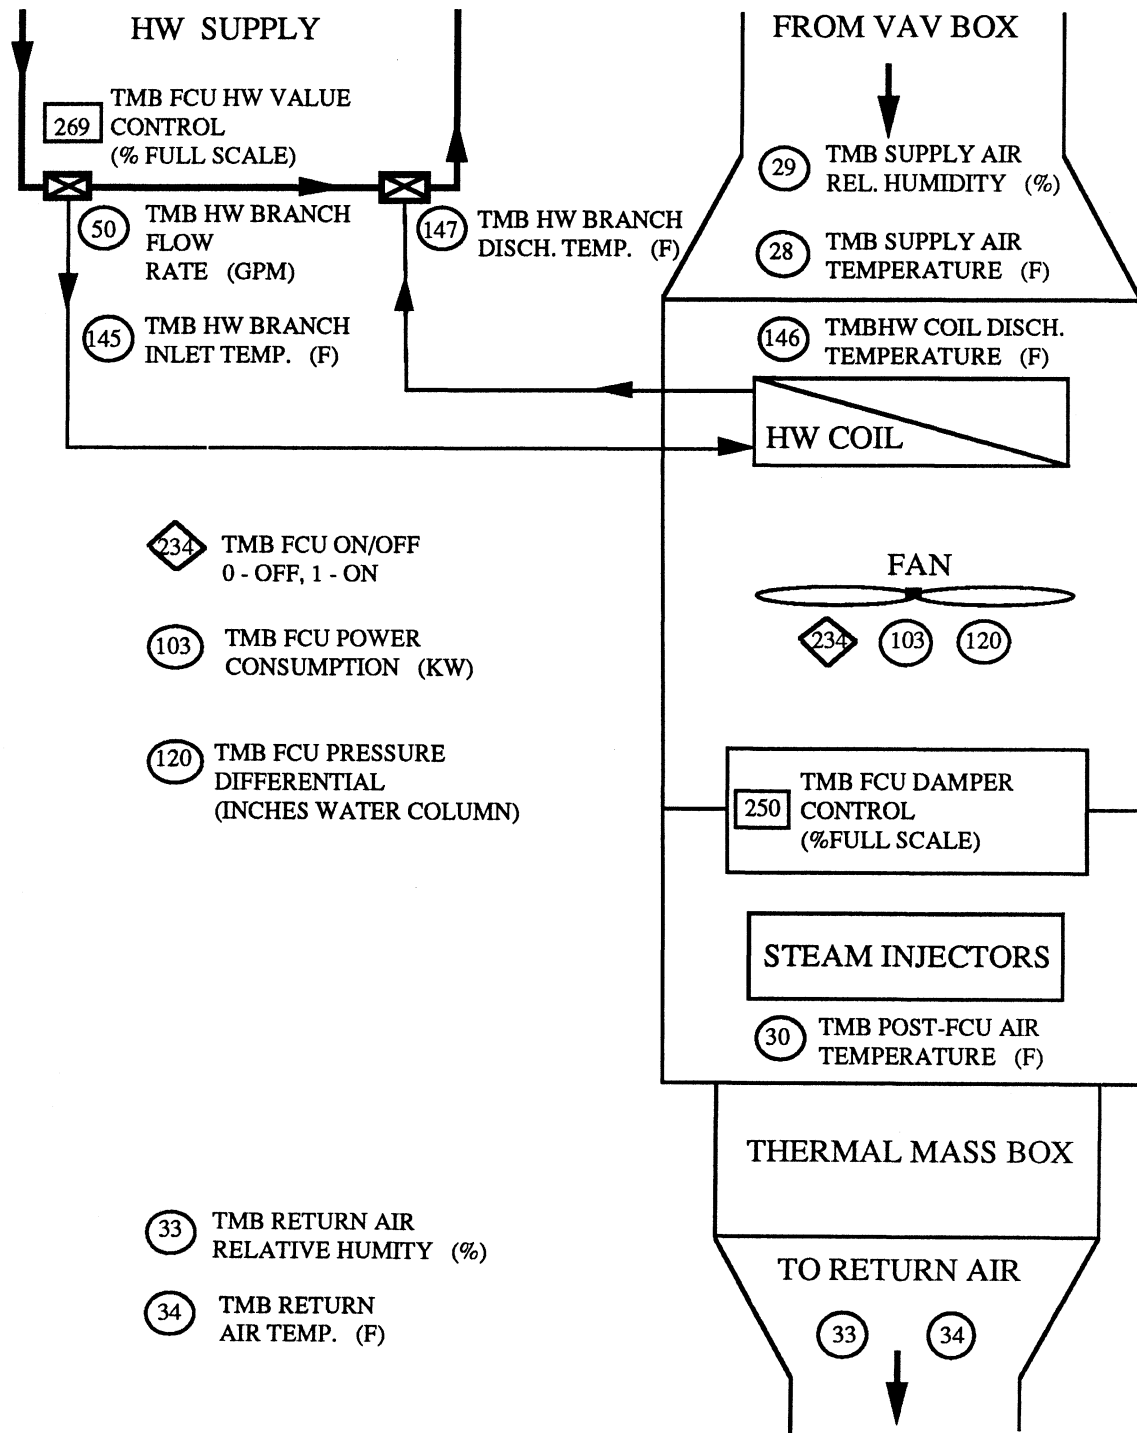 HW SUPPLY
269
TMB FCU HW VALUE
CONTROL
(% FULL SCALE)
50
TMB HW BRANCH
FLOW
RATE (GPM)
147
TMB HW BRANCH
DISCH. TEMP. (F)
145
TMB HW BRANCH
INLET TEMP. (F)
FROM VAV BOX
29
TMB SUPPLY AIR
REL. HUMIDITY (%)
28
TMB SUPPLY AIR
TEMPERATURE (F)
146
TMBHW COIL DISCH.
TEMPERATURE (F)
HW COIL
234
TMB FCU ON/OFF
0 - OFF, 1 - ON
103
TMB FCU POWER
CONSUMPTION (KW)
120
TMB FCU PRESSURE
DIFFERENTIAL
(INCHES WATER COLUMN)
FAN
234 103 120
250
TMB FCU DAMPER
CONTROL
(%FULL SCALE)
STEAM INJECTORS
30
TMB POST-FCU AIR
TEMPERATURE (F)
THERMAL MASS BOX
33
TMB RETURN AIR
RELATIVE HUMITY (%)
34
TMB RETURN
AIR TEMP. (F)
TO RETURN AIR
33 34